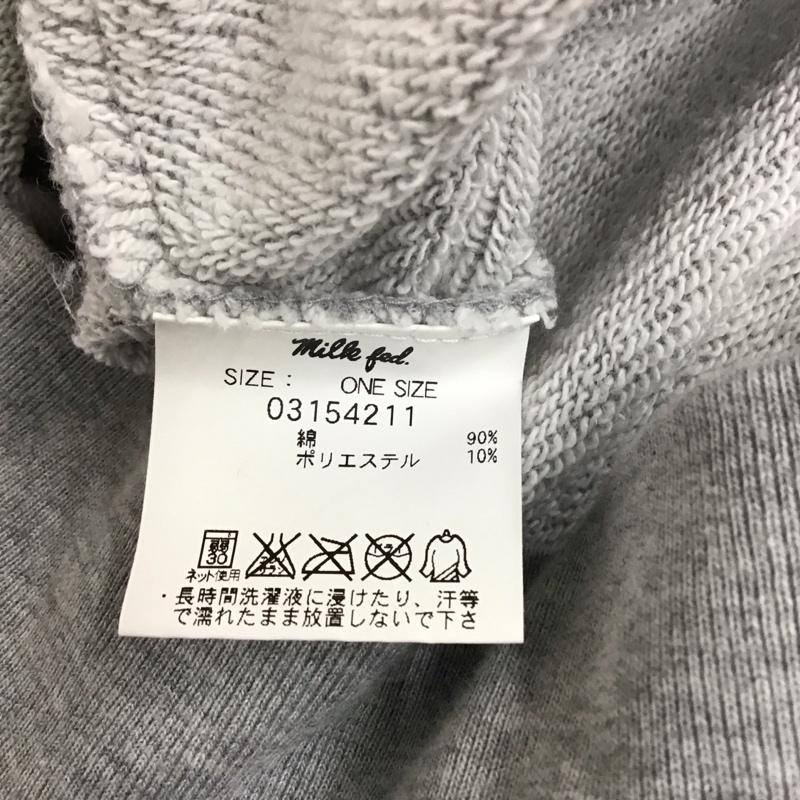 Milk fed.
SIZE : ONE SIZE
03154211
綿 90%
ポリエステル 10%
弱 30
ネット使用
・長時間洗濯液に浸けたり、汗等
で濡れたまま放置しないで下さ